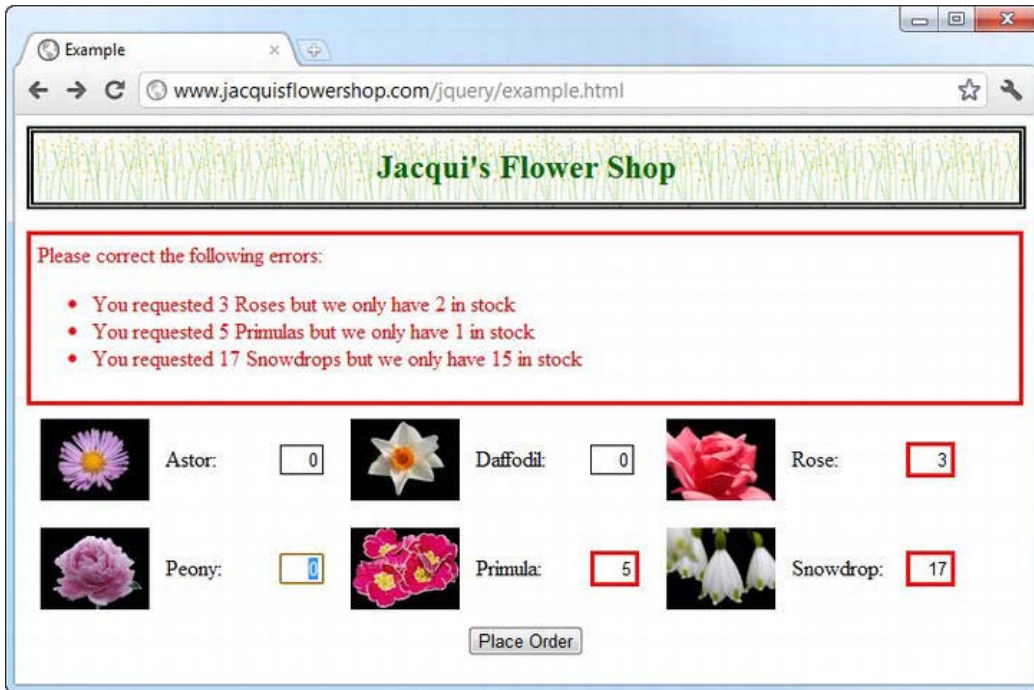 Example
www.jacquisflowershop.com/jquery/example.html
Jacqui's Flower Shop
Please correct the following errors:
• You requested 3 Roses but we only have 2 in stock
• You requested 5 Primulas but we only have 1 in stock
• You requested 17 Snowdrops but we only have 15 in stock
Astor: 0 Daffodil: 0 Rose: 3
Peony: 0 Primula: 5 Snowdrop: 17
Place Order